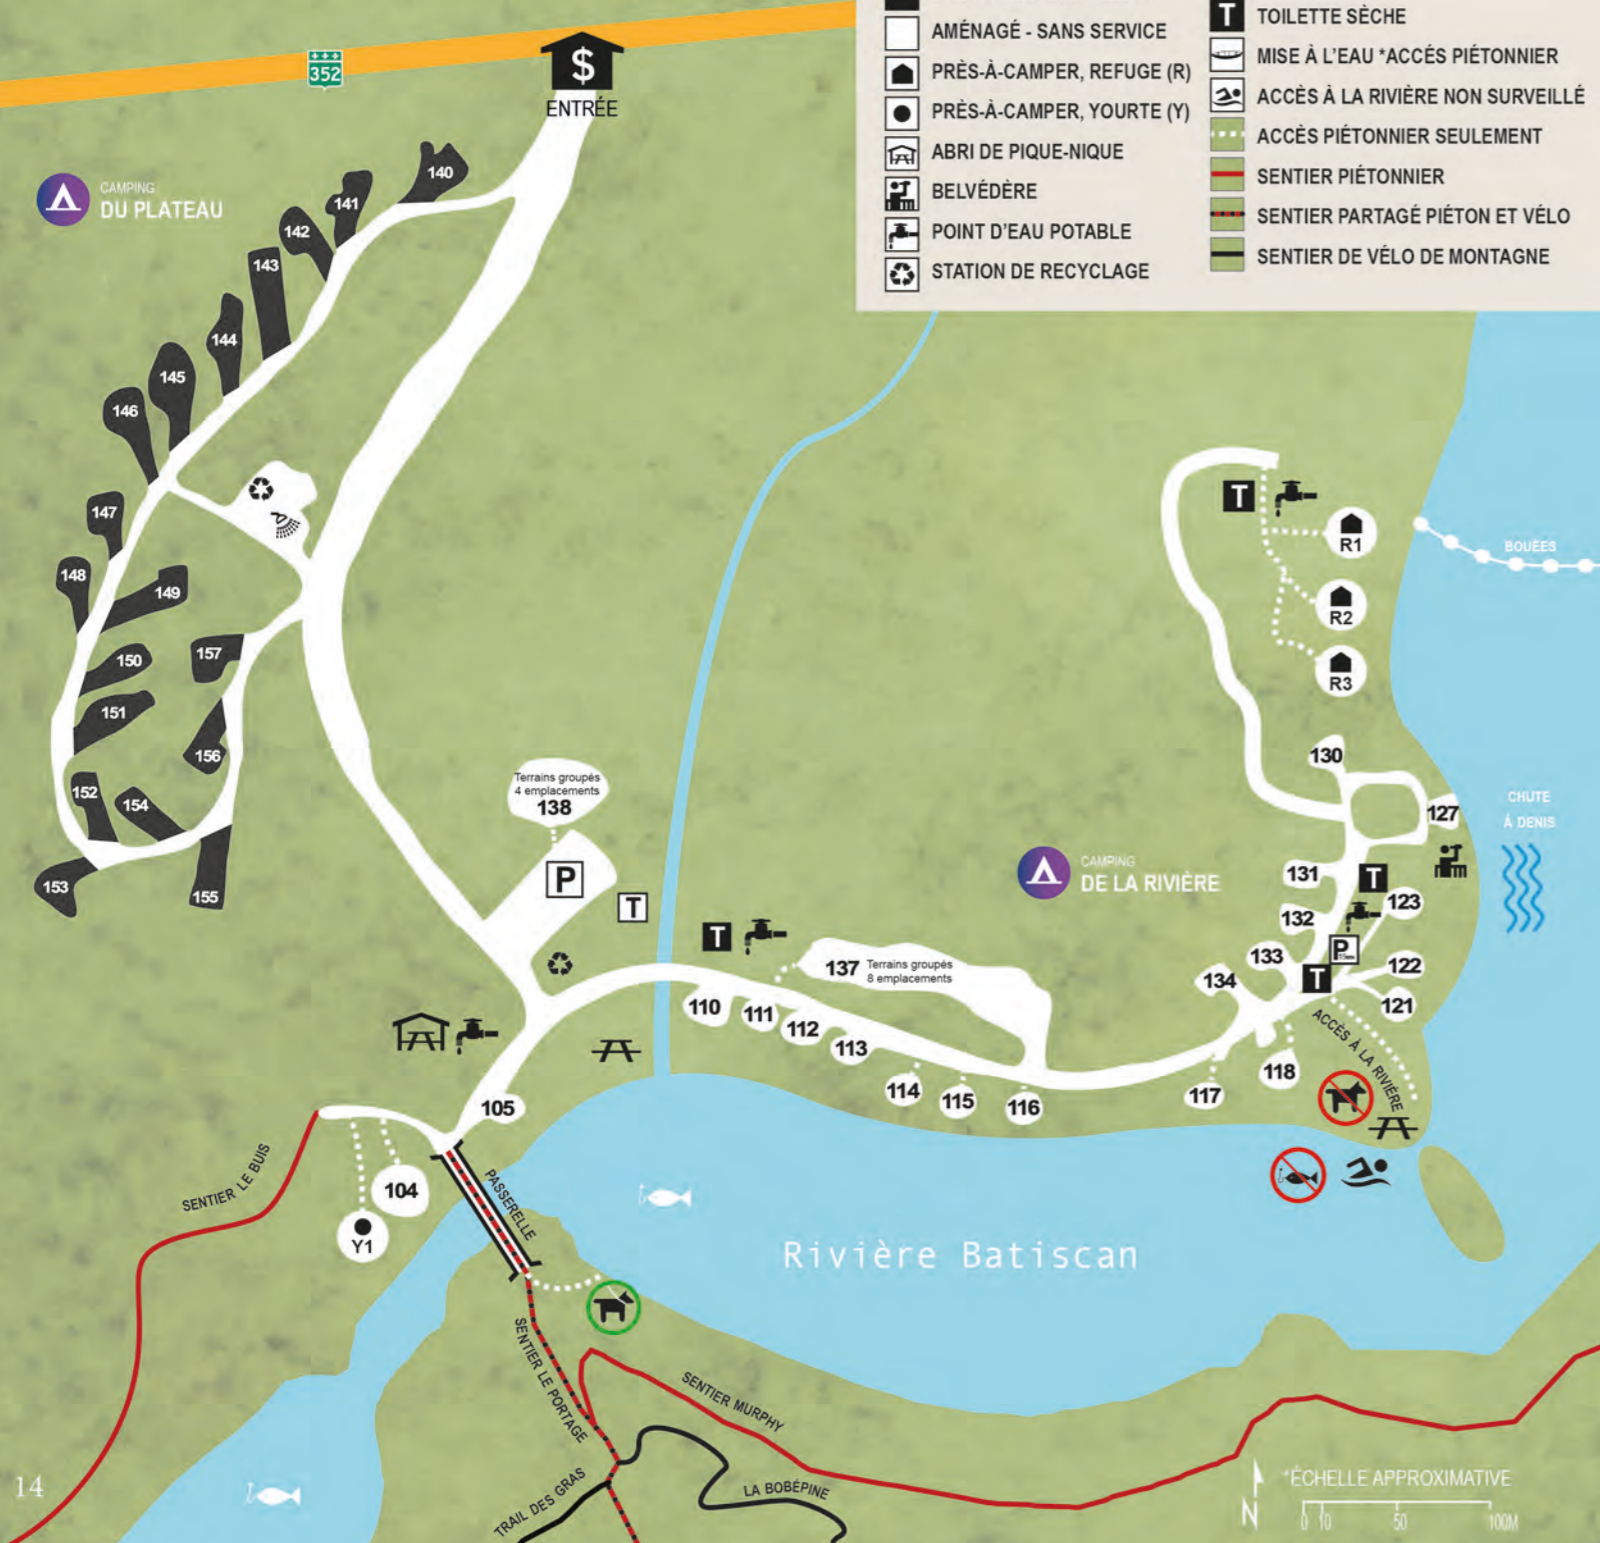 AMÉNAGÉ - SANS SERVICE
PRÈS-À-CAMPER, REFUGE (R)
PRÈS-À-CAMPER, YOURTE (Y)
ABRI DE PIQUE-NIQUE
BELVÉDÈRE
POINT D'EAU POTABLE
STATION DE RECYCLAGE
T
TOILETTE SÈCHE
MISE À L'EAU *ACCÉS PIÉTONNIER
ACCÈS À LA RIVIÈRE NON SURVEILLÉ
ACCÈS PIÉTONNIER SEULEMENT
SENTIER PIÉTONNIER
SENTIER PARTAGÉ PIÉTON ET VÉLO
SENTIER DE VÉLO DE MONTAGNE
352
$
ENTRÉE
CAMPING
DU PLATEAU
140
141
142
143
144
145
146
147
148
149
150
151
152
153
154
155
156
157
Terrains groupés
4 emplacements
138
P
T
T
137
Terrains groupés
8 emplacements
110
111
112
113
114
115
116
117
118
105
104
Y1
CAMPING
DE LA RIVIÈRE
T
R1
R2
R3
BOUÉES
130
127
CHUTE
À DENIS
131
T
123
132
P
133
T
122
134
121
ACCÈS À LA RIVIÈRE
SENTIER LE BUIS
PASSERELLE
Rivière Batiscan
SENTIER LE PORTAGE
SENTIER MURPHY
TRAIL DES GRAS
LA BOBÉPINE
14
N
*ÉCHELLE APPROXIMATIVE
0 10 50 100M